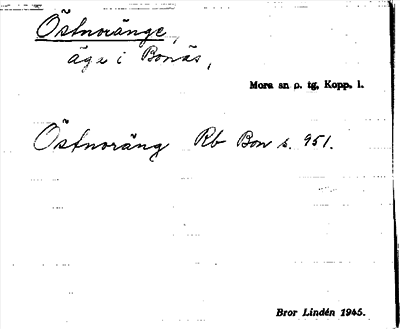 Östnoränge,
äga i Bonäs,
Mora sn o. tg, Kopp. l.
Östnoräng Rb Bon s. 951.
Bror Lindén 1945.